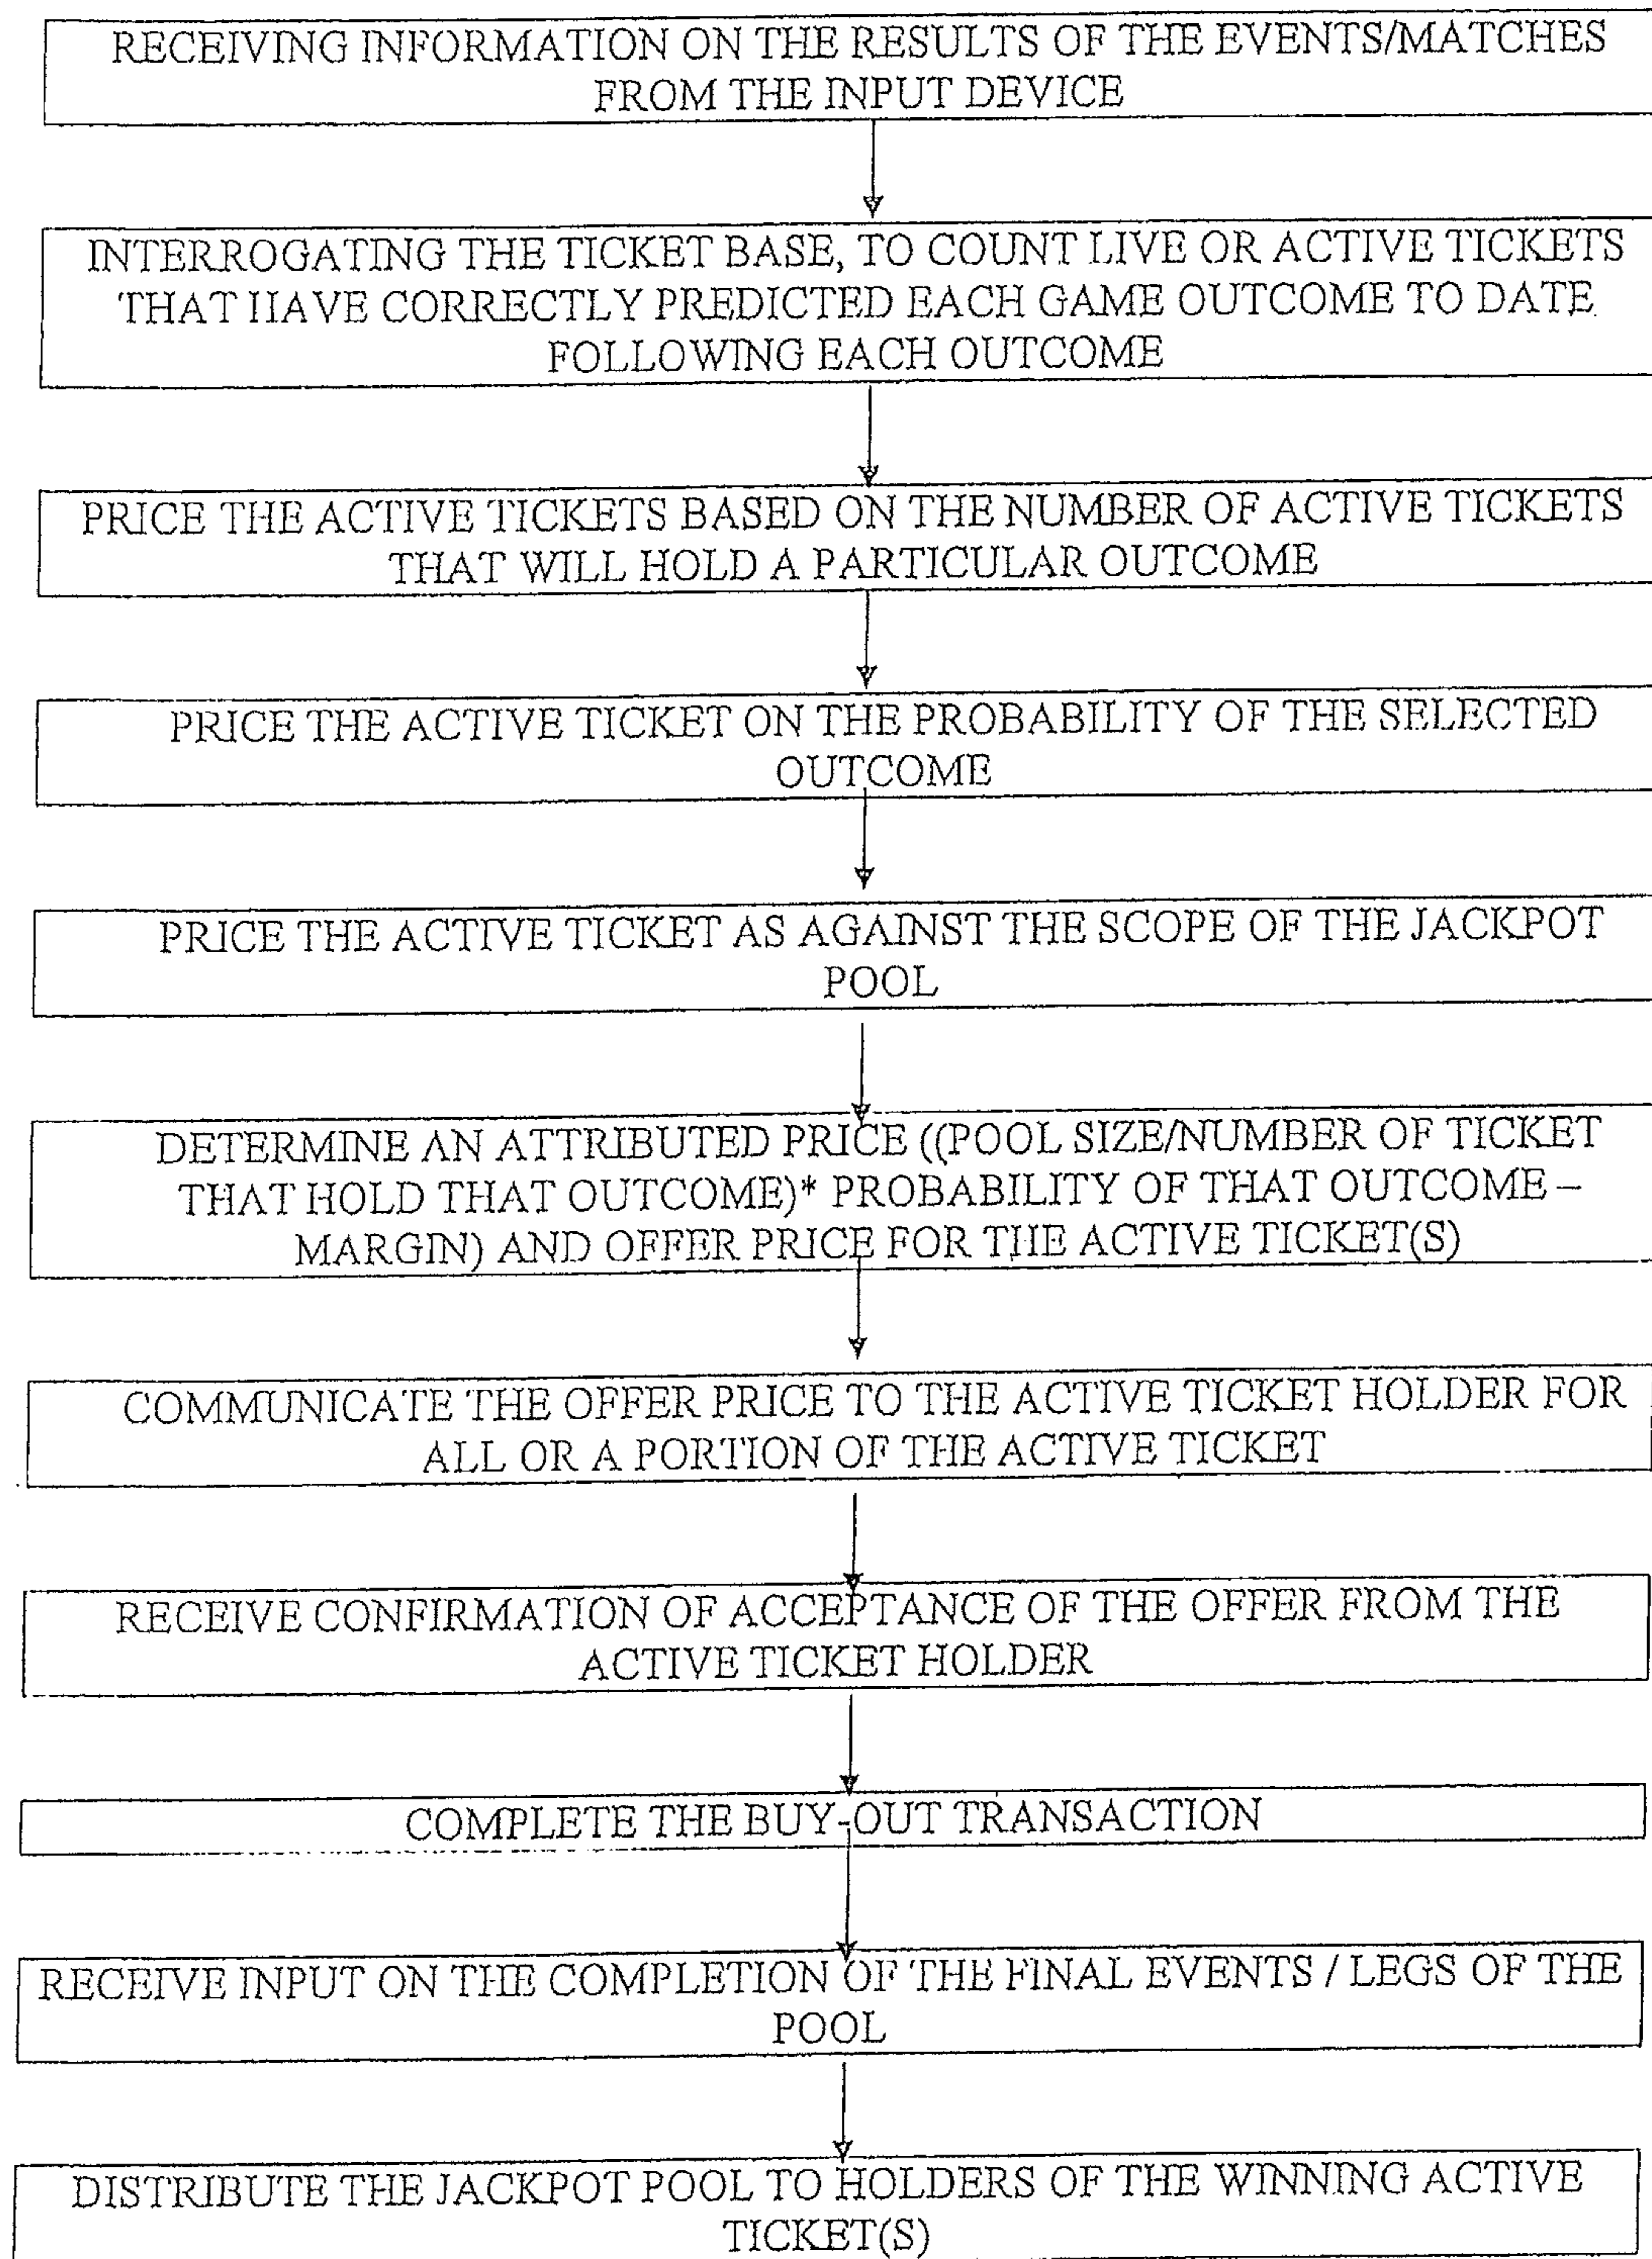 RECEIVING INFORMATION ON THE RESULTS OF THE EVENTS/MATCHES
FROM THE INPUT DEVICE
INTERROGATING THE TICKET BASE, TO COUNT LIVE OR ACTIVE TICKETS
THAT HAVE CORRECTLY PREDICTED EACH GAME OUTCOME TO DATE
FOLLOWING EACH OUTCOME
PRICE THE ACTIVE TICKETS BASED ON THE NUMBER OF ACTIVE TICKETS
THAT WILL HOLD A PARTICULAR OUTCOME
PRICE THE ACTIVE TICKET ON THE PROBABILITY OF THE SELECTED
OUTCOME
PRICE THE ACTIVE TICKET AS AGAINST THE SCOPE OF THE JACKPOT
POOL
DETERMINE AN ATTRIBUTED PRICE ((POOL SIZE/NUMBER OF TICKET
THAT HOLD THAT OUTCOME)* PROBABILITY OF THAT OUTCOME –
MARGIN) AND OFFER PRICE FOR THE ACTIVE TICKET(S)
COMMUNICATE THE OFFER PRICE TO THE ACTIVE TICKET HOLDER FOR
ALL OR A PORTION OF THE ACTIVE TICKET
RECEIVE CONFIRMATION OF ACCEPTANCE OF THE OFFER FROM THE
ACTIVE TICKET HOLDER
COMPLETE THE BUY-OUT TRANSACTION
RECEIVE INPUT ON THE COMPLETION OF THE FINAL EVENTS / LEGS OF THE
POOL
DISTRIBUTE THE JACKPOT POOL TO HOLDERS OF THE WINNING ACTIVE
TICKET(S)